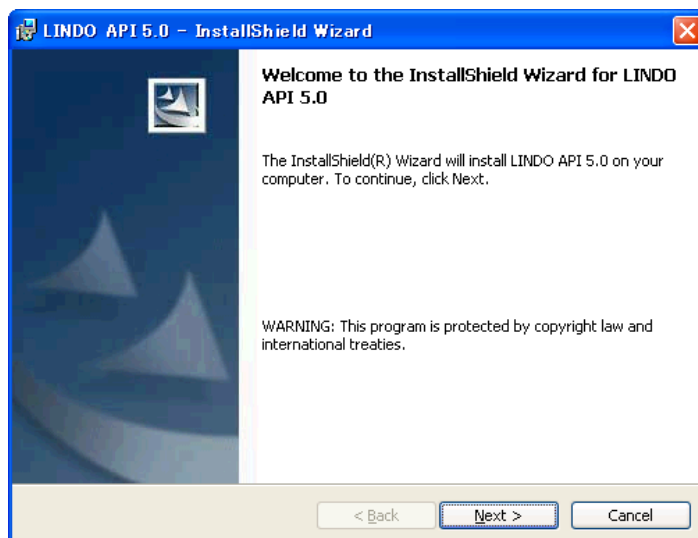 LINDO API 5.0 - InstallShield Wizard
Welcome to the InstallShield Wizard for LINDO
API 5.0
The InstallShield(R) Wizard will install LINDO API 5.0 on your
computer. To continue, click Next.
WARNING: This program is protected by copyright law and
international treaties.
< Back
Next >
Cancel